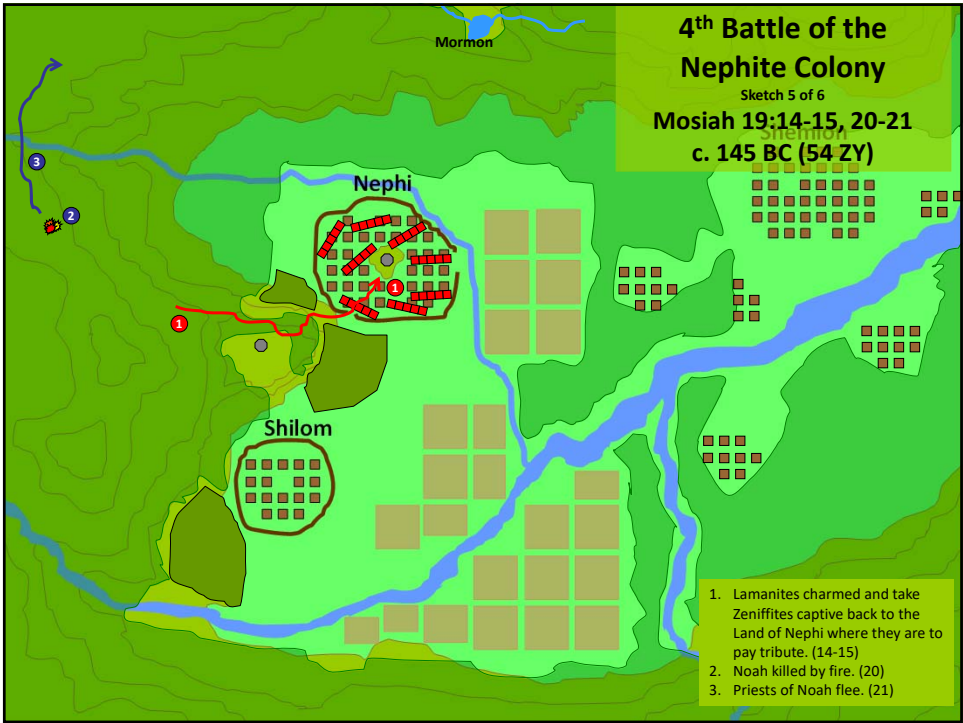 4th Battle of the
Nephite Colony
Sketch 5 of 6
Mosiah 19:14-15, 20-21
c. 145 BC (54 ZY)
Mormon
Shemlon
3
2
Nephi
1
1
Shilom
1. Lamanites charmed and take
Zeniffites captive back to the
Land of Nephi where they are to
pay tribute. (14-15)
2. Noah killed by fire. (20)
3. Priests of Noah flee. (21)